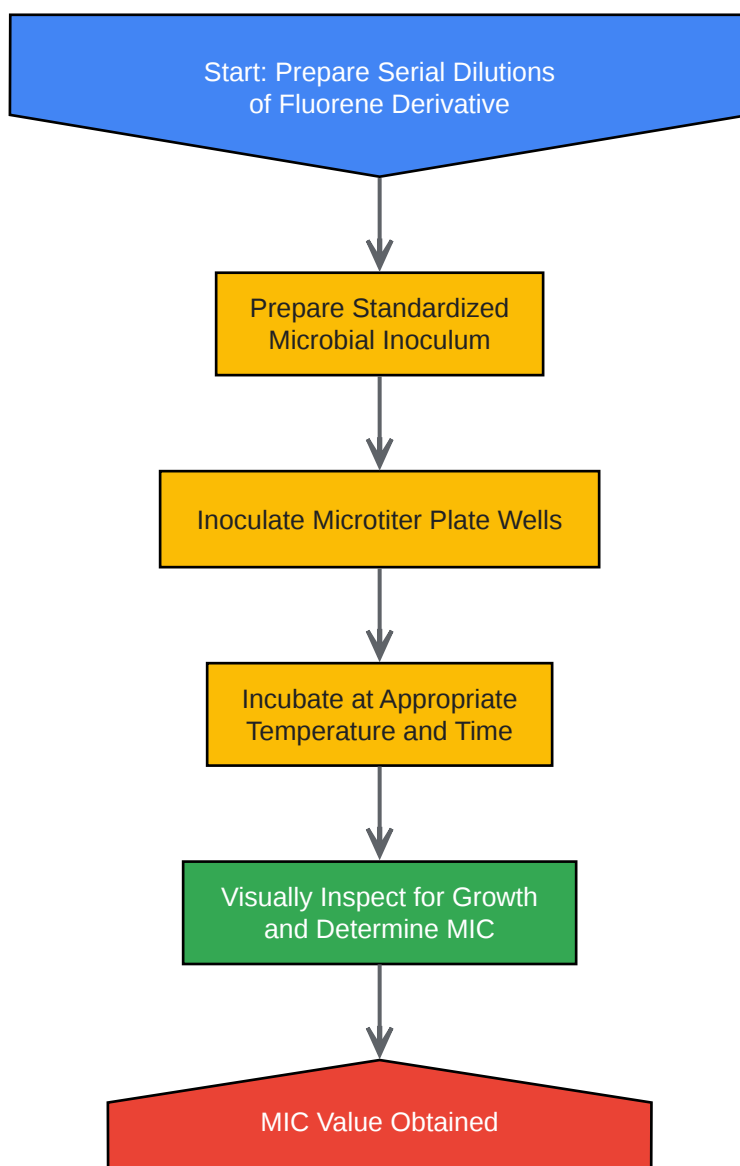 Start: Prepare Serial Dilutions
of Fluorene Derivative
Prepare Standardized
Microbial Inoculum
Inoculate Microtiter Plate Wells
Incubate at Appropriate
Temperature and Time
Visually Inspect for Growth
and Determine MIC
MIC Value Obtained